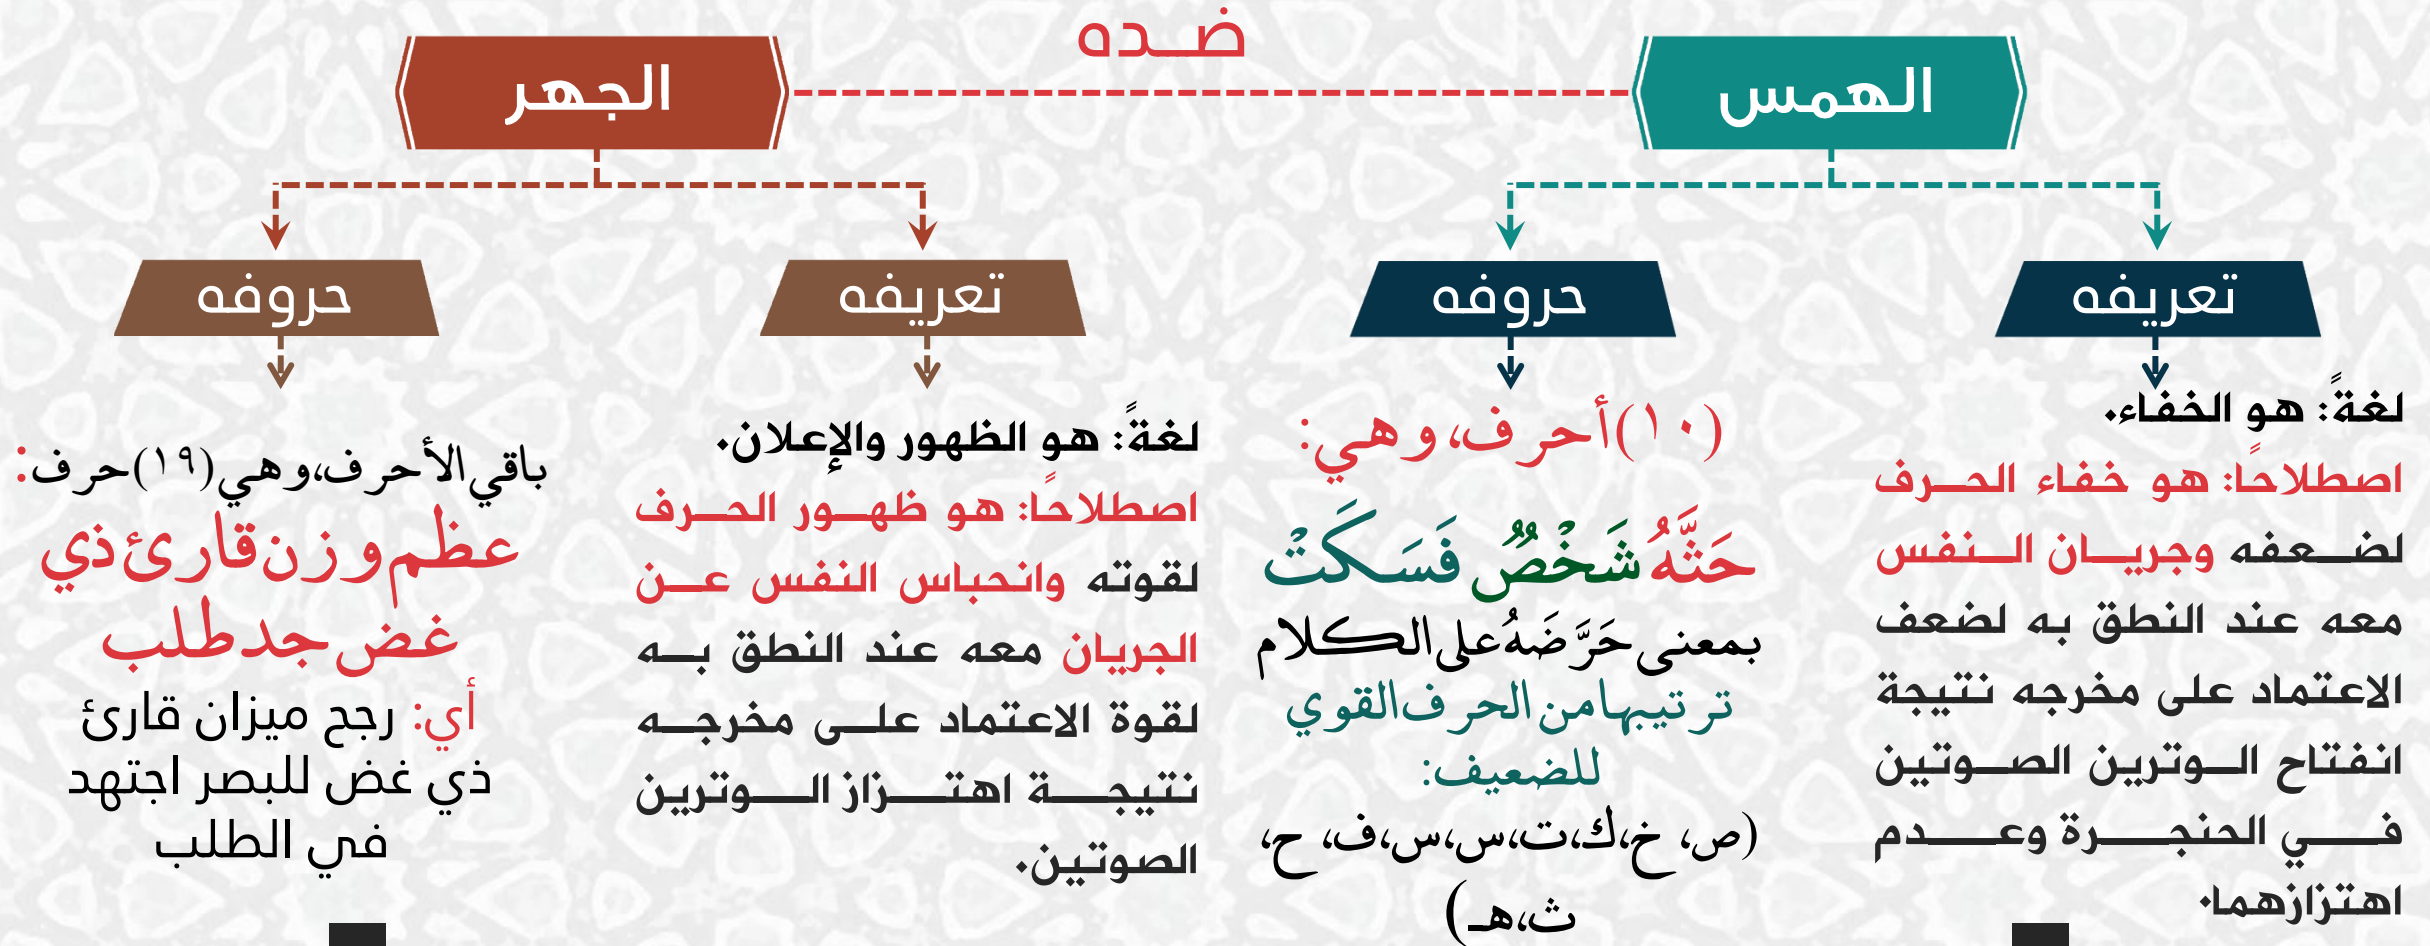 ضده
الهمس
الجهر
تعريفه
حروفه
تعريفه
حروفه
لغةً: هو الخفاء.
اصطلاحًا: هو خفاء الحرف
لضعفه وجريان النفس
معه عند النطق به لضعف
الاعتماد على مخرجه نتيجة
انفتاح الوترين الصوتين
في الحنجرة وعدم
اهتزازهما.
(١٠) أحرف، وهي:
حَثَّهُ شَخْصٌ فَسَكَتْ
بمعنى حَرَّضَهُ على الكلام
ترتيبها من الحرف القوي
للضعيف:
(ص، خ،ك،ت،س،س،ف، ح،
ث،هـ)
لغةً: هو الظهور والإعلان.
اصطلاحًا: هو ظهور الحرف
لقوته وانحباس النفس عن
الجريان معه عند النطق به
لقوة الاعتماد على مخرجه
نتيجة اهتزاز الوترين
الصوتين.
باقي الأحرف،وهي (١٩) حرف:
عظم وزن قارئ ذي
غض جد طلب
أي: رجح ميزان قارئ
ذي غض للبصر اجتهد
في الطلب